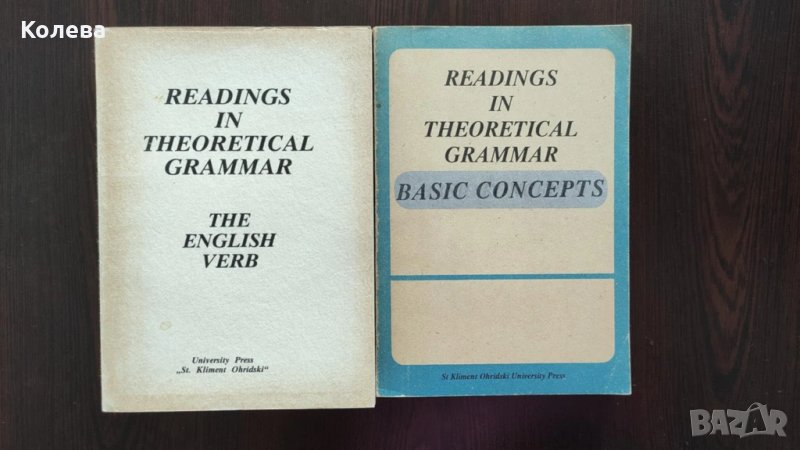 Колева
READINGS
IN
THEORETICAL
GRAMMAR
THE
ENGLISH
VERB
University Press
„St. Kliment Ohridski“
READINGS
IN
THEORETICAL
GRAMMAR
BASIC CONCEPTS
St Kliment Ohridski University Press
BAZAR